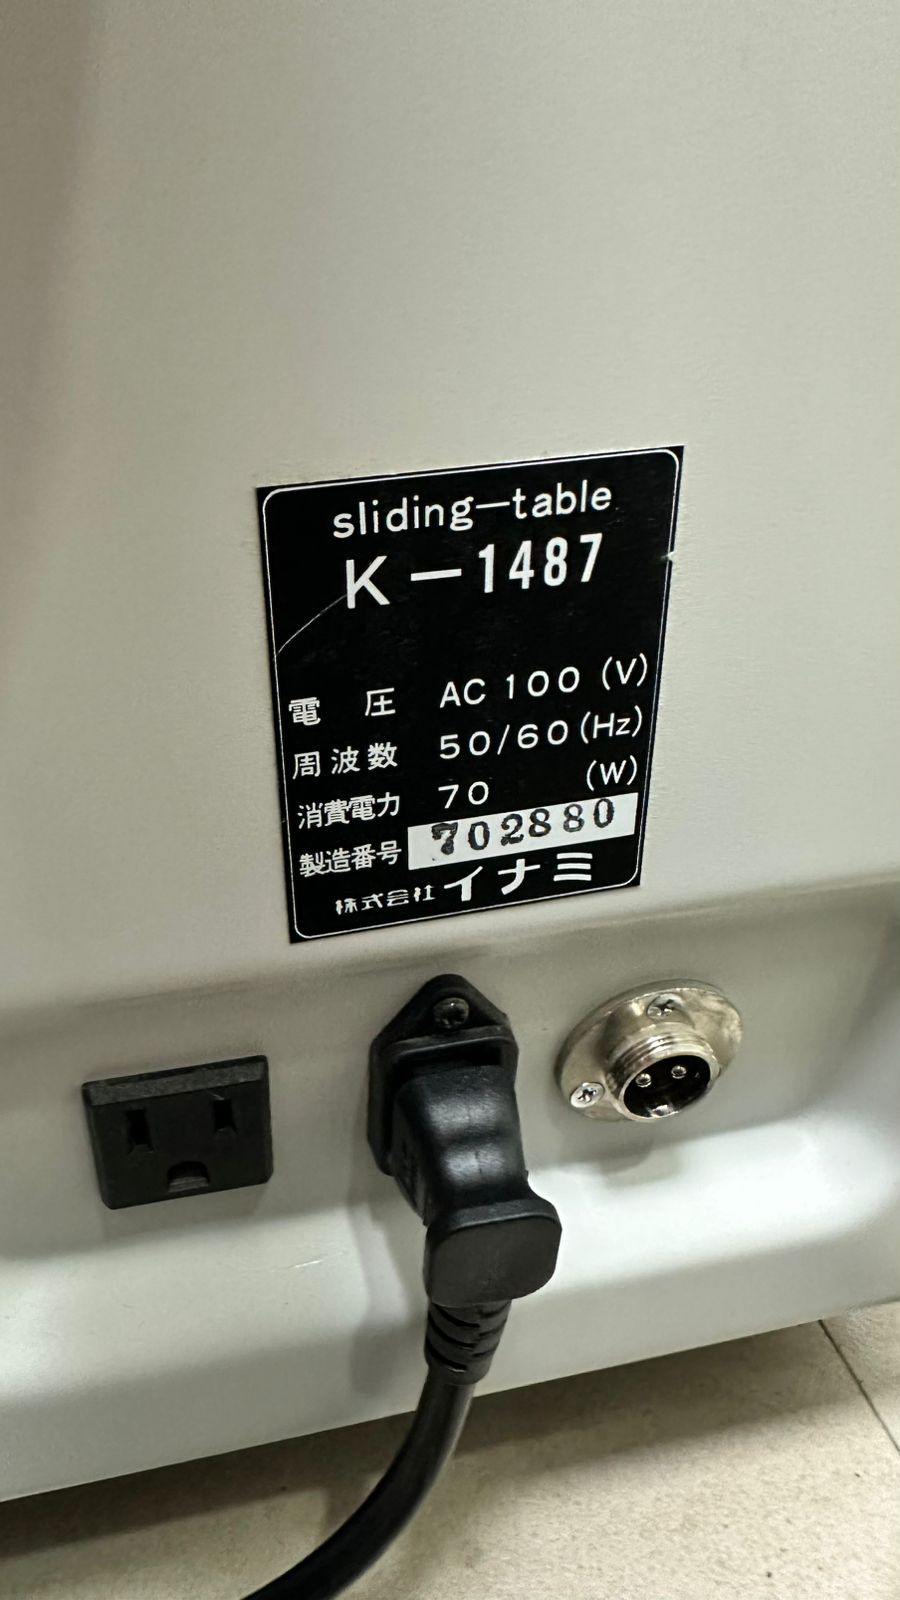 sliding—table
K—1487
電圧 AC 100 (V)
周波数 50/60 (Hz)
消費電力 70 (W)
製造番号 702880
株式会社イナミ